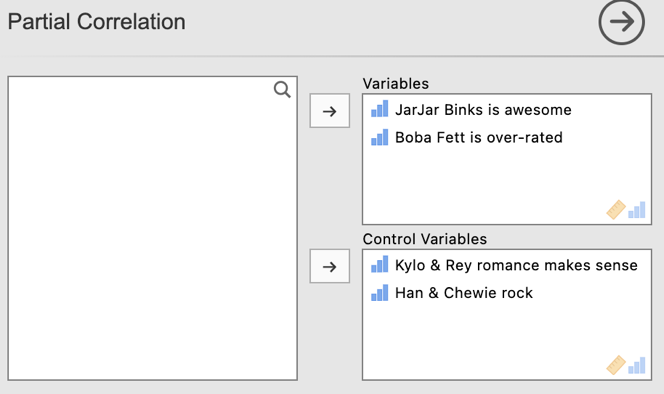 Partial Correlation
Variables
JarJar Binks is awesome
Boba Fett is over-rated
Control Variables
Kylo & Rey romance makes sense
Han & Chewie rock